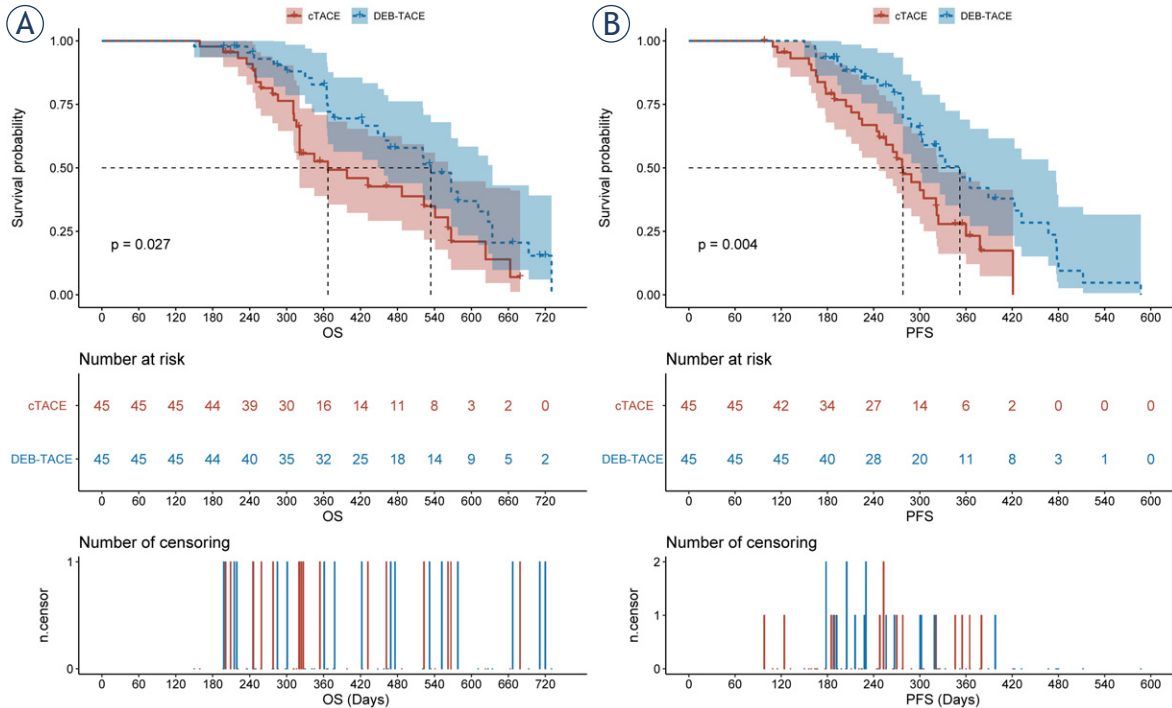 A
cTACE DEB-TACE
1.00
0.75
0.50
0.25
0.00
Survival probability
p = 0.027
0 60 120 180 240 300 360 420 480 540 600 660 720
OS
Number at risk
cTACE 45 45 45 44 39 30 16 14 11 8 3 2 0
DEB-TACE 45 45 45 44 40 35 32 25 18 14 9 5 2
0 60 120 180 240 300 360 420 480 540 600 660 720
OS
Number of censoring
1
0
n.censor
0 60 120 180 240 300 360 420 480 540 600 660 720
OS (Days)
B
cTACE DEB-TACE
1.00
0.75
0.50
0.25
0.00
Survival probability
p = 0.004
0 60 120 180 240 300 360 420 480 540 600
PFS
Number at risk
cTACE 45 45 42 34 27 14 6 2 0 0 0
DEB-TACE 45 45 45 40 28 20 11 8 3 1 0
0 60 120 180 240 300 360 420 480 540 600
PFS
Number of censoring
2
1
0
n.censor
0 60 120 180 240 300 360 420 480 540 600
PFS (Days)